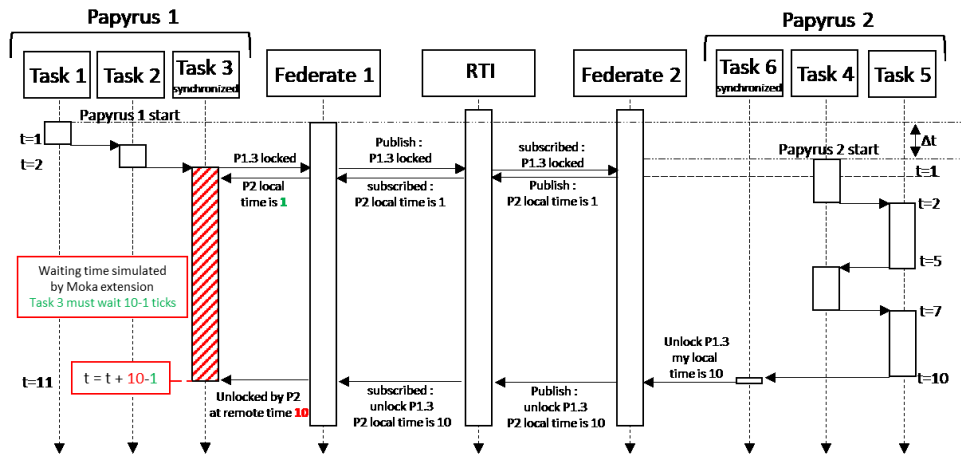 Papyrus 1
Papyrus 2
Task 1
Task 2
Task 3
synchronized
Federate 1
RTI
Federate 2
Task 6
synchronized
Task 4
Task 5
Papyrus 1 start
t=1
Δt
t=2
P1.3 locked
Publish :
P1.3 locked
subscribed :
P1.3 locked
Papyrus 2 start
t=1
P2 local
time is 1
subscribed :
P2 local time is 1
Publish :
P2 local time is 1
t=2
Waiting time simulated
by Moka extension
Task 3 must wait 10-1 ticks
t=5
t=7
Unlock P1.3
my local
time is 10
t=11
t = t + 10-1
t=10
Unlocked by P2
at remote time 10
subscribed :
unlock P1.3
P2 local time is 10
Publish :
unlock P1.3
P2 local time is 10